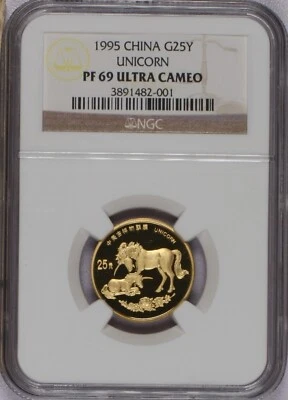 1995 CHINA G25Y
UNICORN
PF 69 ULTRA CAMEO
3891482-001
NGC
UNICORN
25元